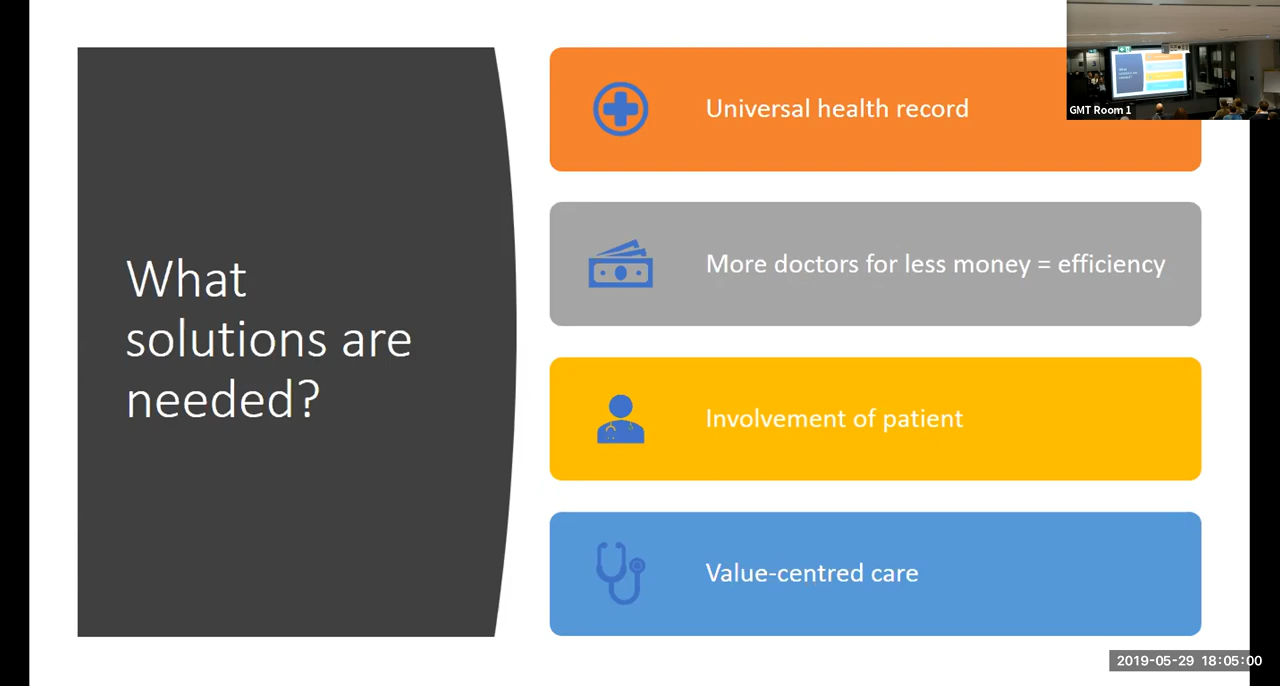 What
solutions are
needed?
Universal health record
More doctors for less money = efficiency
Involvement of patient
Value-centred care
GMT Room 1
2019-05-29 18:05:00